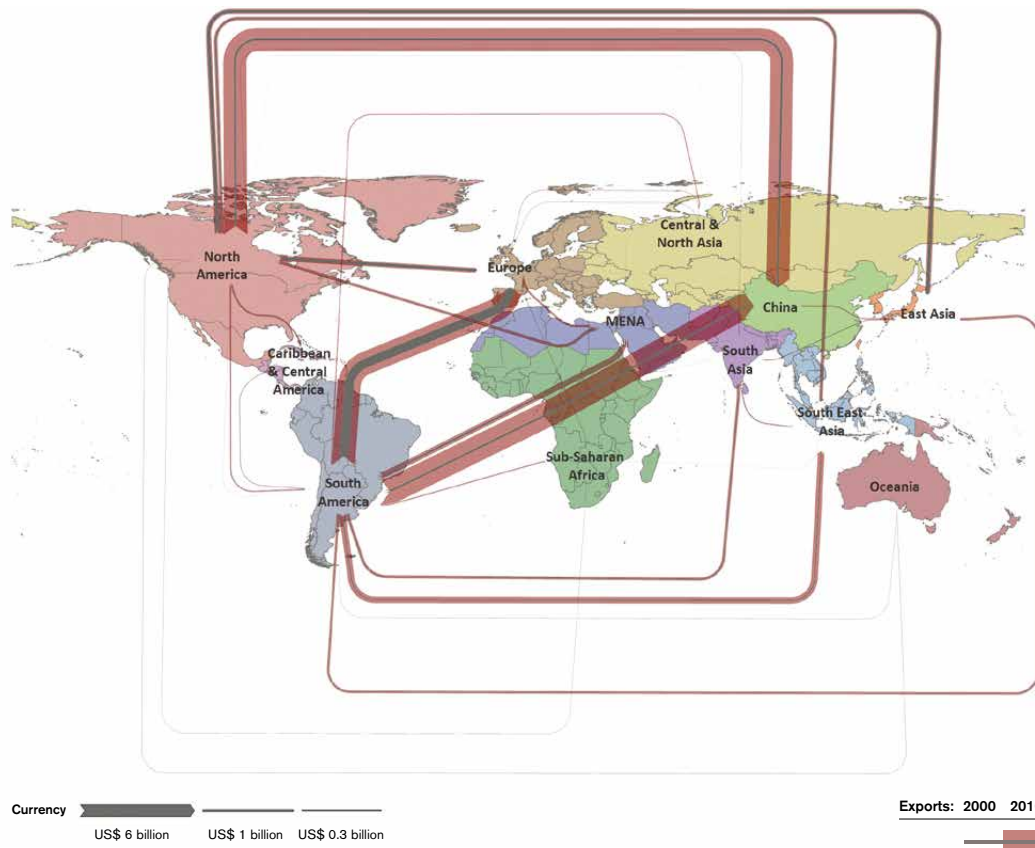 Central &
North Asia
North
America
Europe
China
East Asia
MENA
Caribbean
& Central
America
South
Asia
South East
Asia
Sub-Saharan
Africa
South
America
Oceania
Currency
US$ 6 billion US$ 1 billion US$ 0.3 billion
Exports: 2000 201